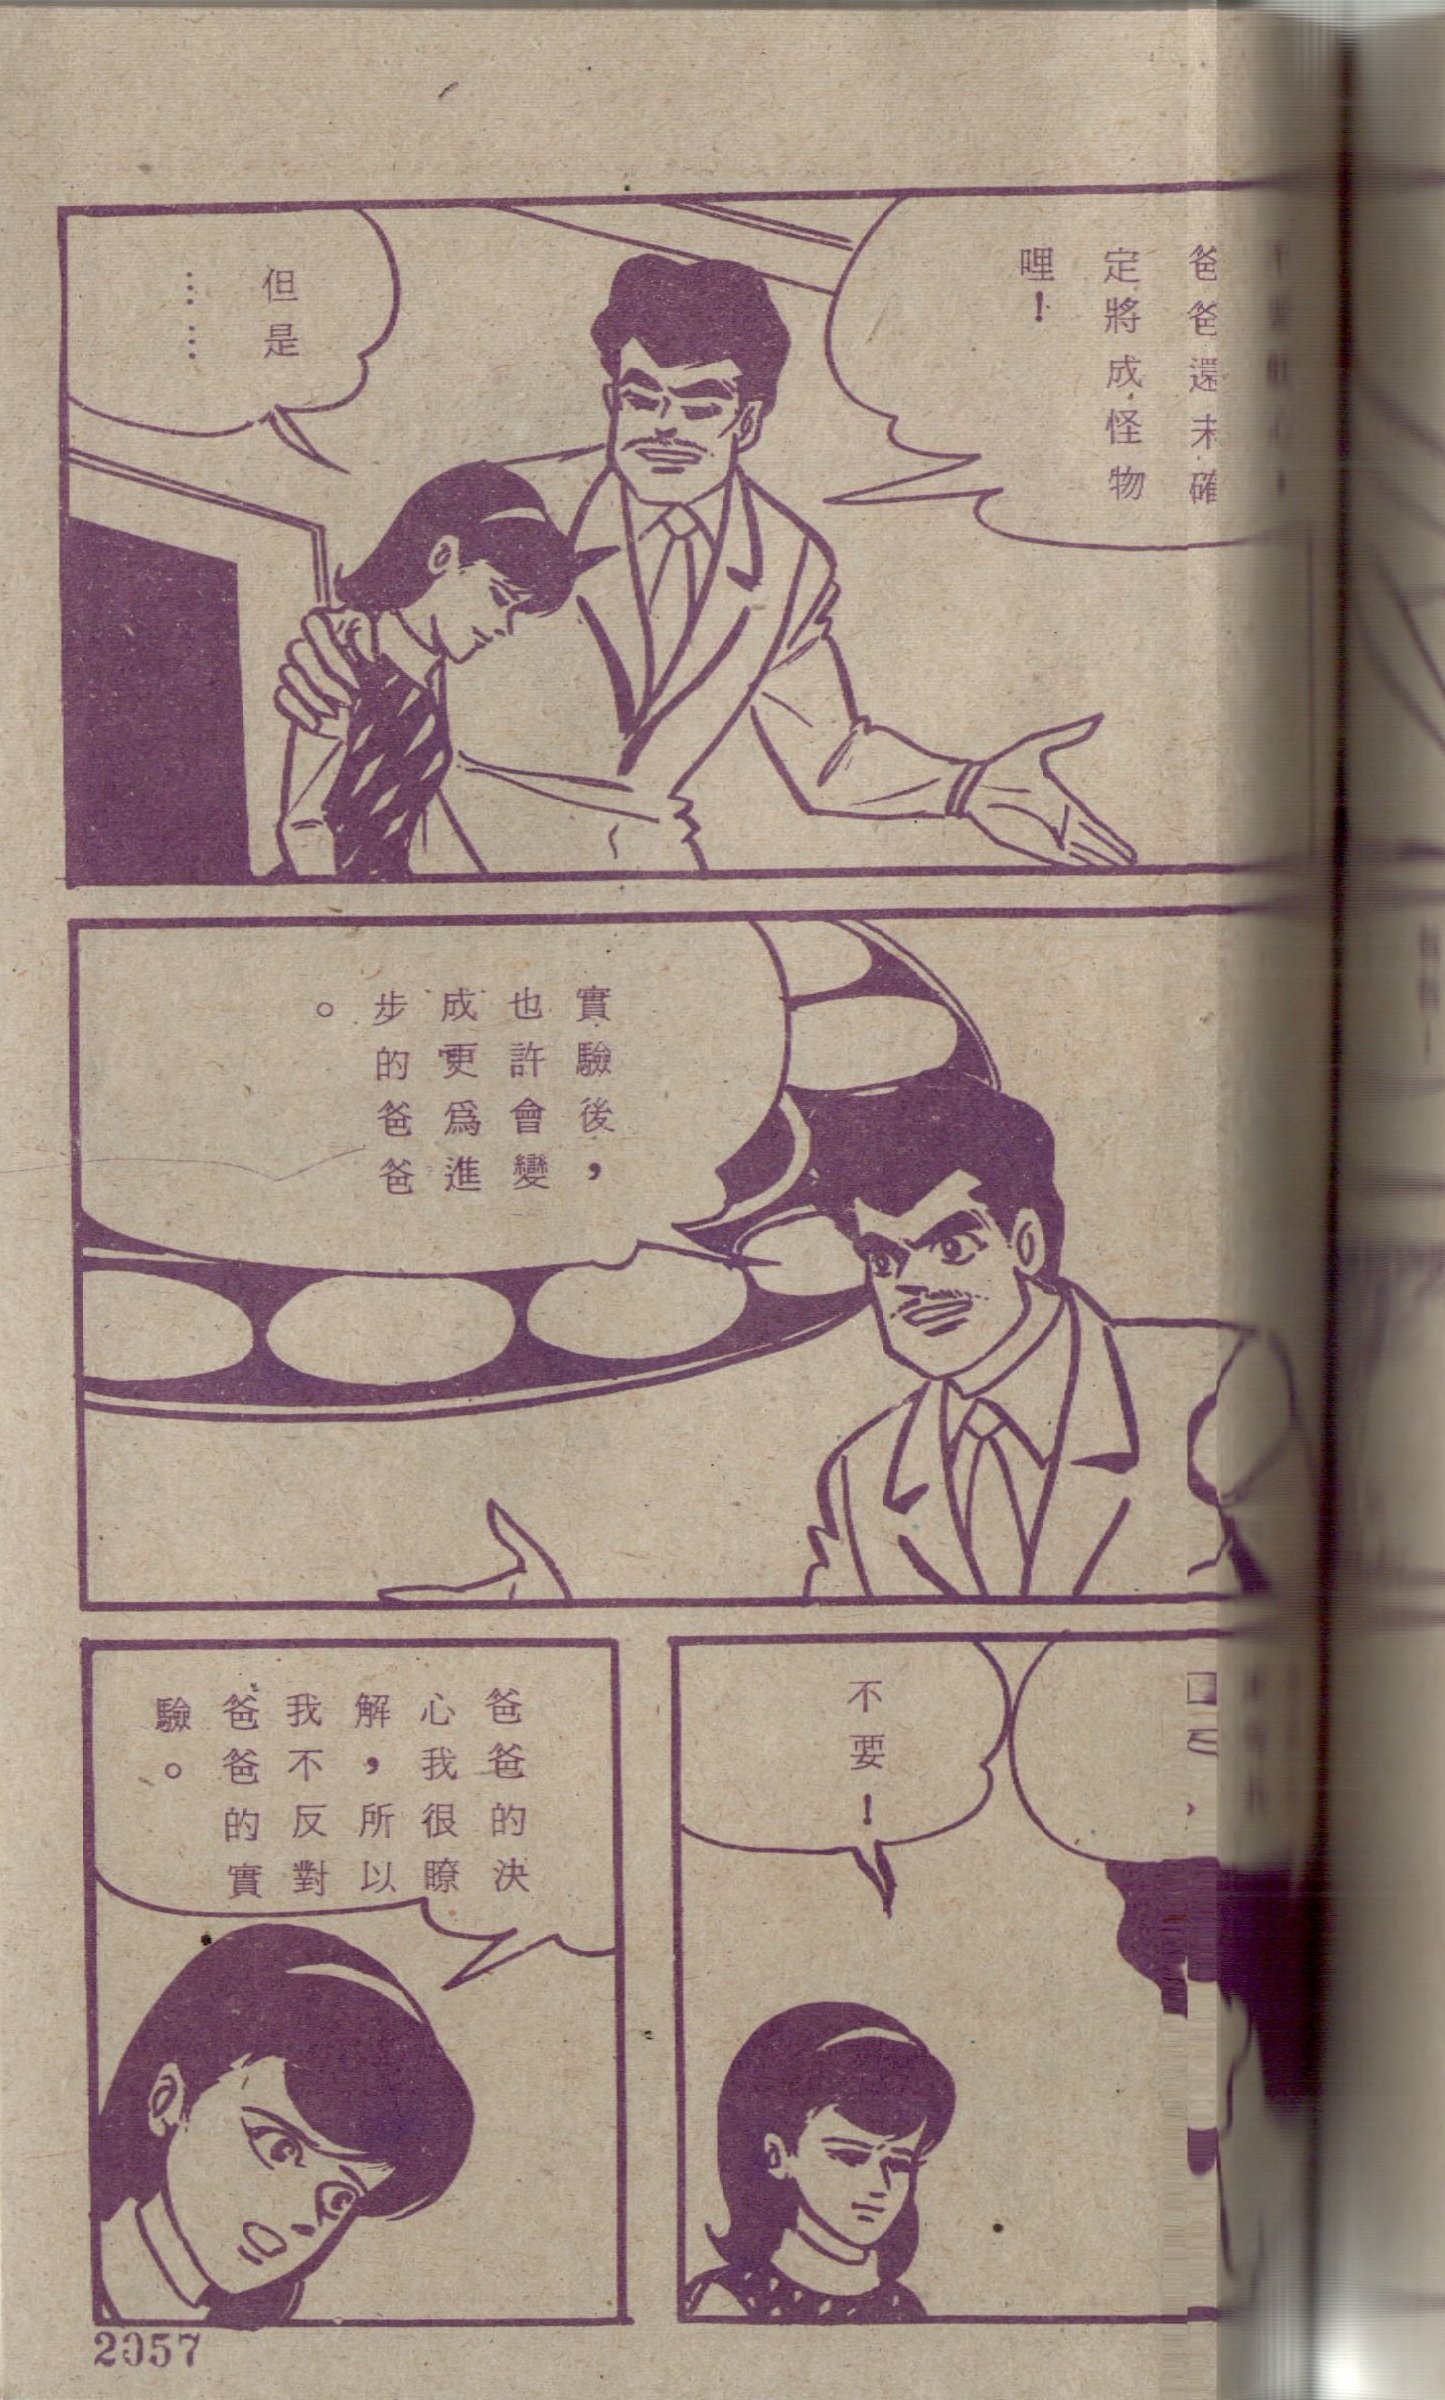 爸爸還未確
定將成怪物
哩！
但是
……
實驗後，
也許會變
成更爲進
步的爸爸
。
不要！
爸爸的決
心我很瞭
解，所以
我不反對
爸爸的實
驗。
2057